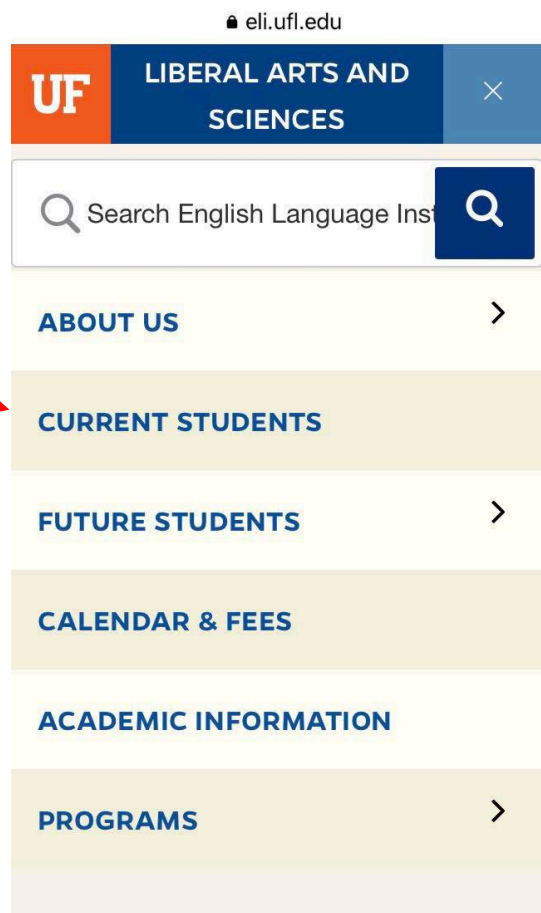 eli.ufl.edu
UF
LIBERAL ARTS AND
SCIENCES
Search English Language Inst
ABOUT US
CURRENT STUDENTS
FUTURE STUDENTS
CALENDAR & FEES
ACADEMIC INFORMATION
PROGRAMS